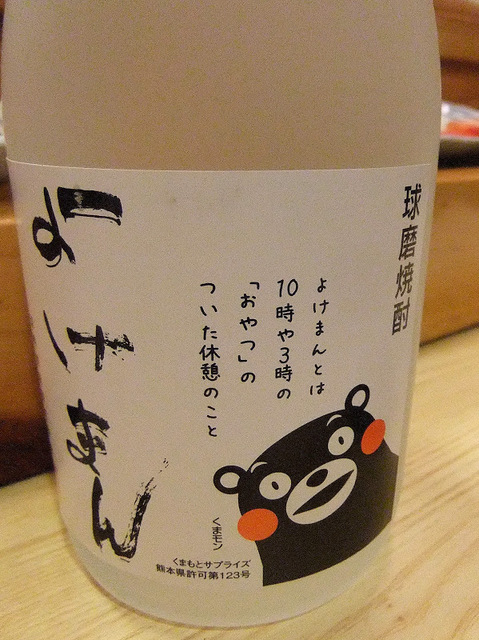 球磨焼酎
よけまんとは
10時や3時の
「おやつ」の
ついた休憩のこと
よけまん
くまモン
くまもとサプライズ
熊本県許可第123号